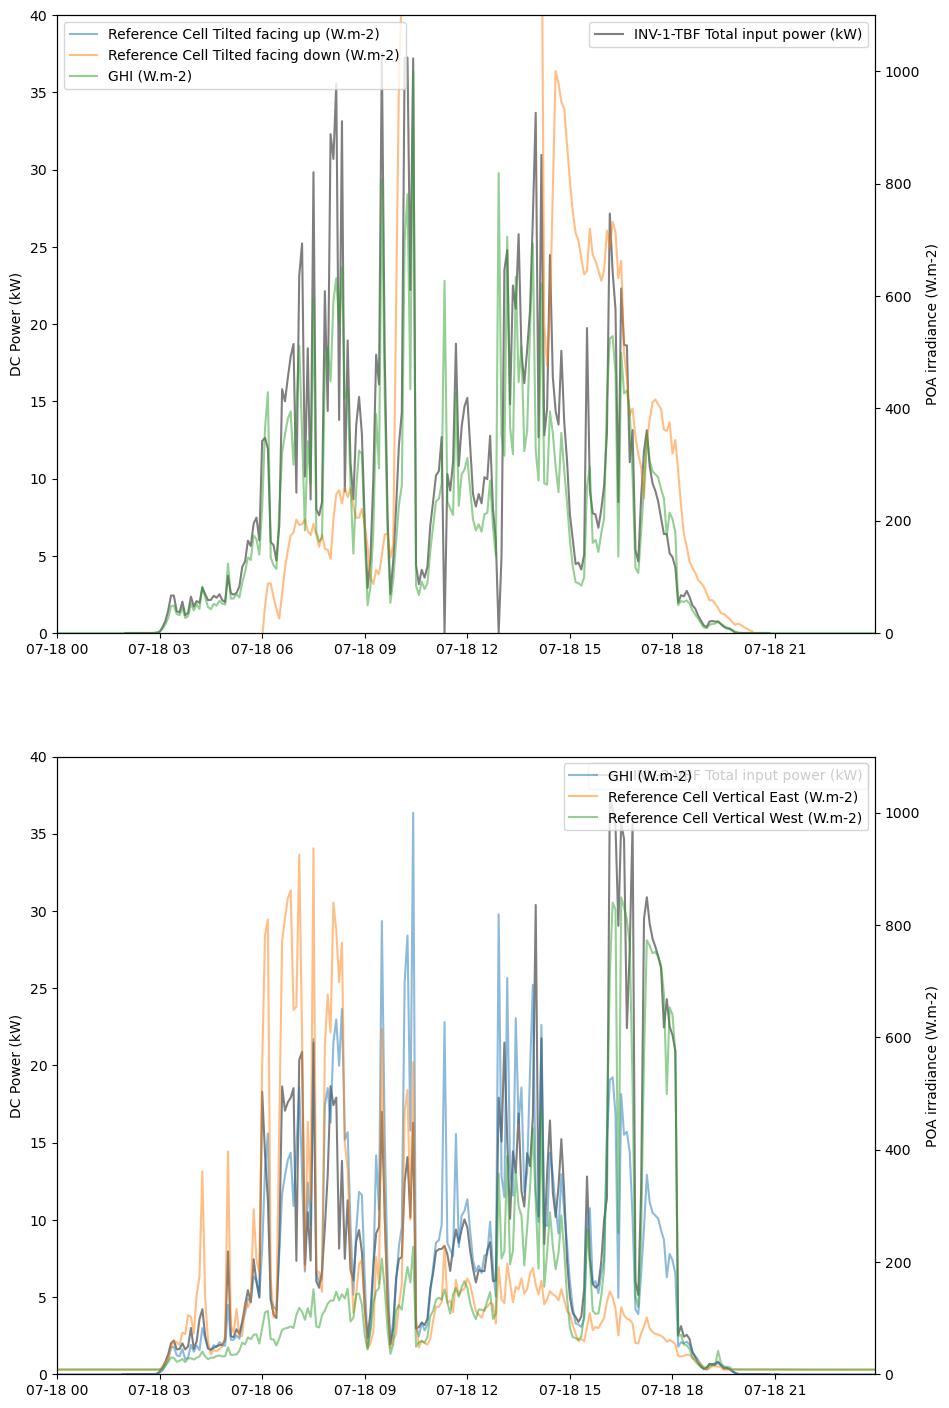 40
35
30
25
20
15
10
5
0
DC Power (kW)
Reference Cell Tilted facing up (W.m-2)
Reference Cell Tilted facing down (W.m-2)
GHI (W.m-2)
INV-1-TBF Total input power (kW)
1000
800
600
400
200
0
POA irradiance (W.m-2)
07-18 00 07-18 03 07-18 06 07-18 09 07-18 12 07-18 15 07-18 18 07-18 21
40
35
30
25
20
15
10
5
0
DC Power (kW)
Total input power (kW)
GHI (W.m-2)
Reference Cell Vertical East (W.m-2)
Reference Cell Vertical West (W.m-2)
1000
800
600
400
200
0
POA irradiance (W.m-2)
07-18 00 07-18 03 07-18 06 07-18 09 07-18 12 07-18 15 07-18 18 07-18 21